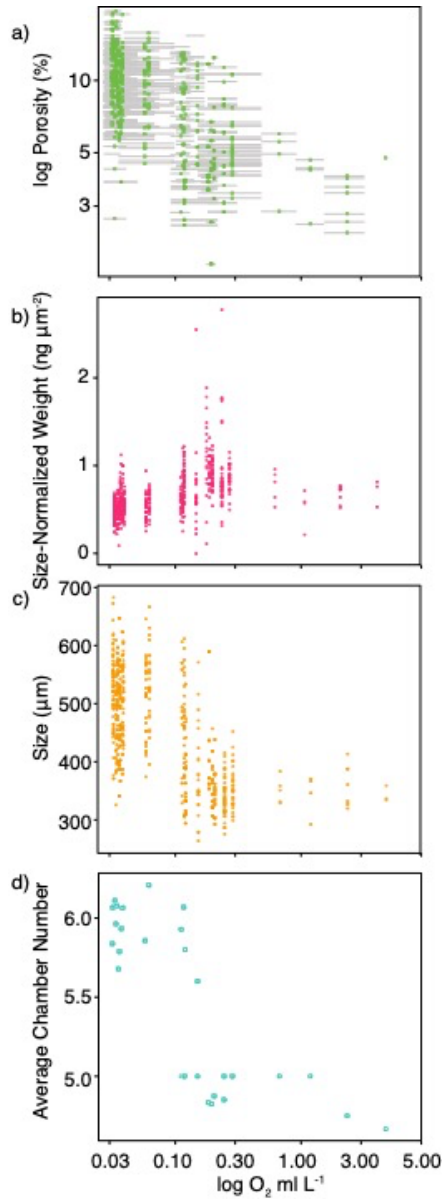 a)
log Porosity (%)
10
5
3
b)
Size-Normalized Weight (ng μm⁻²)
2
1
0
c)
Size (μm)
700
600
500
400
300
d)
Average Chamber Number
6.0
5.5
5.0
0.03 0.10 0.30 1.00 3.00 5.00
log O₂ ml L⁻¹